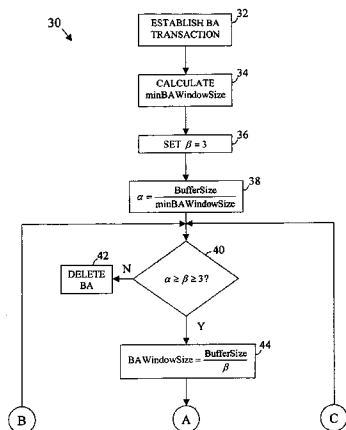 30
ESTABLISH BA
TRANSACTION
32
CALCULATE
minBAWindowSize
34
SET β = 3
36
α = BufferSize / minBAWindowSize
38
40
α ≥ β ≥ 3?
N
42
DELETE
BA
Y
BAWindowSize = BufferSize / β
44
B
A
C